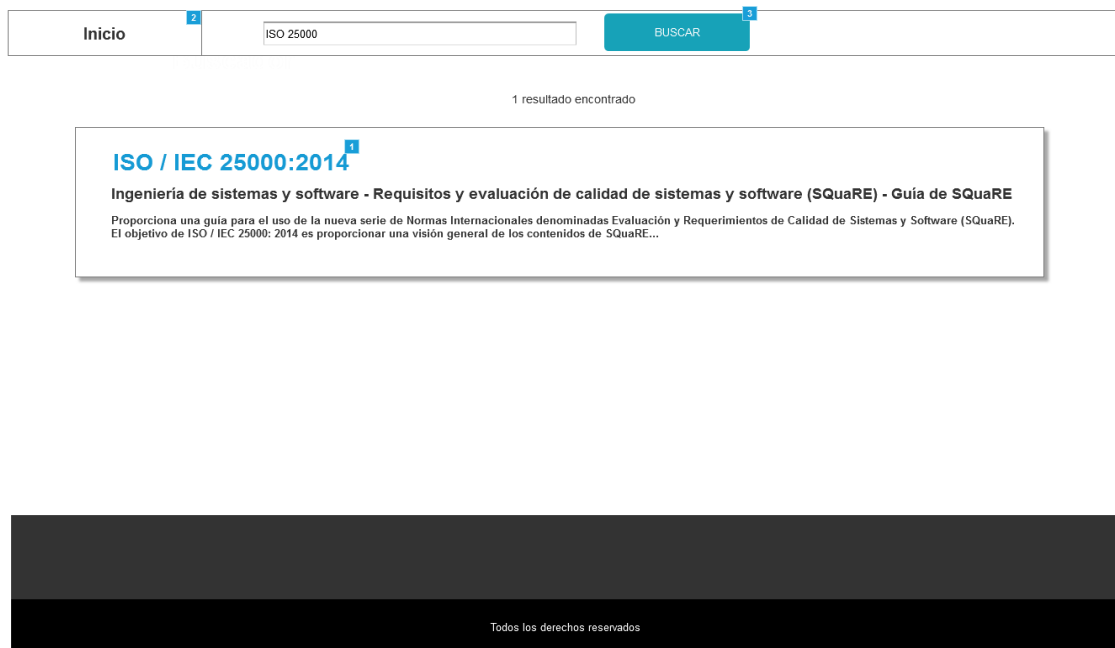 Inicio
2
ISO 25000
BUSCAR
3
1 resultado encontrado
ISO / IEC 25000:2014
1
Ingeniería de sistemas y software - Requisitos y evaluación de calidad de sistemas y software (SQuaRE) - Guía de SQuaRE
Proporciona una guía para el uso de la nueva serie de Normas Internacionales denominadas Evaluación y Requerimientos de Calidad de Sistemas y Software (SQuaRE).
El objetivo de ISO / IEC 25000: 2014 es proporcionar una visión general de los contenidos de SQuaRE...
Todos los derechos reservados